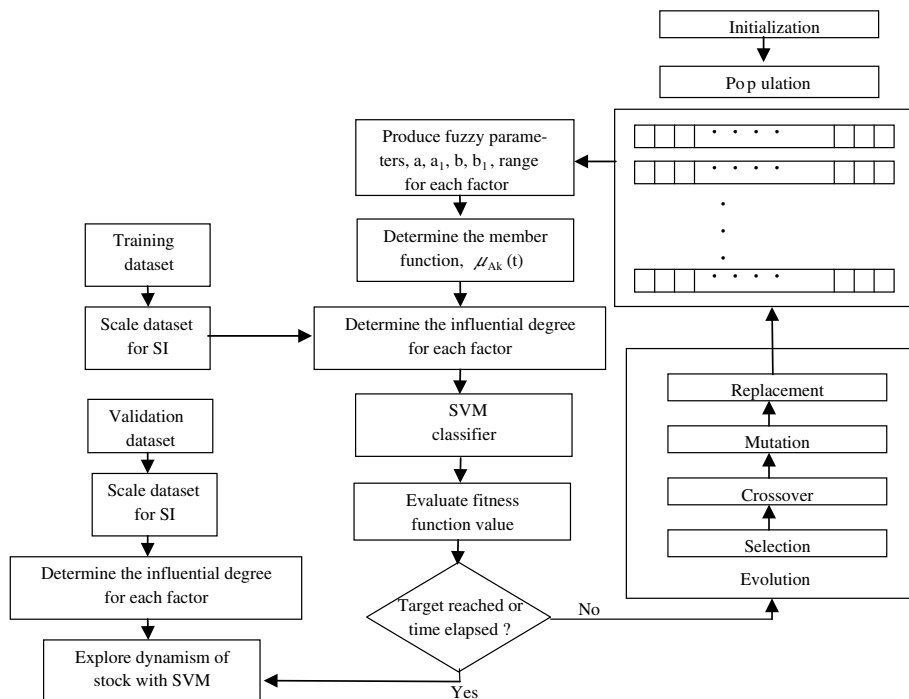 Initialization
Pop ulation
Produce fuzzy parame-
ters, a, a1, b, b1, range
for each factor
Determine the member
function, μAk (t)
Training
dataset
Scale dataset
for SI
Determine the influential degree
for each factor
SVM
classifier
Evaluate fitness
function value
Target reached or
time elapsed ?
No
Yes
Replacement
Mutation
Crossover
Selection
Evolution
Validation
dataset
Scale dataset
for SI
Determine the influential degree
for each factor
Explore dynamism of
stock with SVM